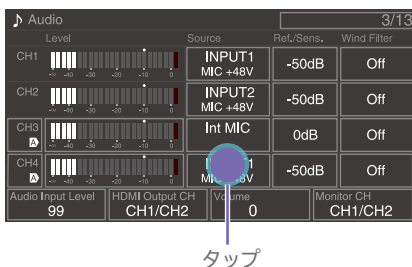 ♪ Audio 3/13
Level Source Ref./Sens. Wind Filter
CH1 -∞ -40 -30 -20 -10 0 INPUT1 MIC +48V -50dB Off
CH2 -∞ -40 -30 -20 -10 0 INPUT2 MIC +48V -50dB Off
CH3 A -∞ -40 -30 -20 -10 0 Int MIC 0dB Off
CH4 A -∞ -40 -30 -20 -10 0 -50dB Off
Audio Input Level HDMI Output CH Volume Monitor CH
99 CH1/CH2 0 CH1/CH2
タップ